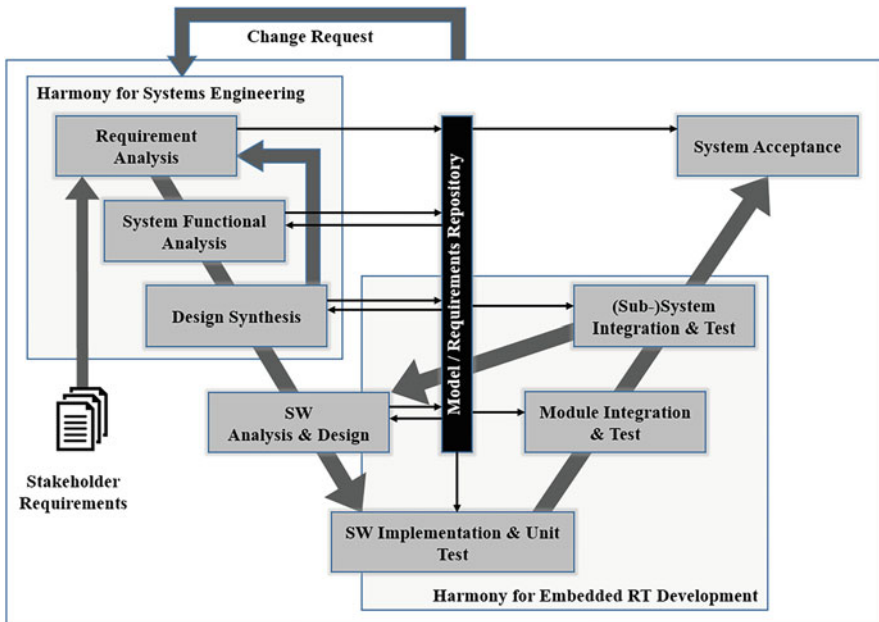 Change Request
Harmony for Systems Engineering
Requirement
Analysis
System Acceptance
Model / Requirements Repository
System Functional
Analysis
Design Synthesis
(Sub-)System
Integration & Test
SW
Analysis & Design
Module Integration
& Test
Stakeholder
Requirements
SW Implementation & Unit
Test
Harmony for Embedded RT Development